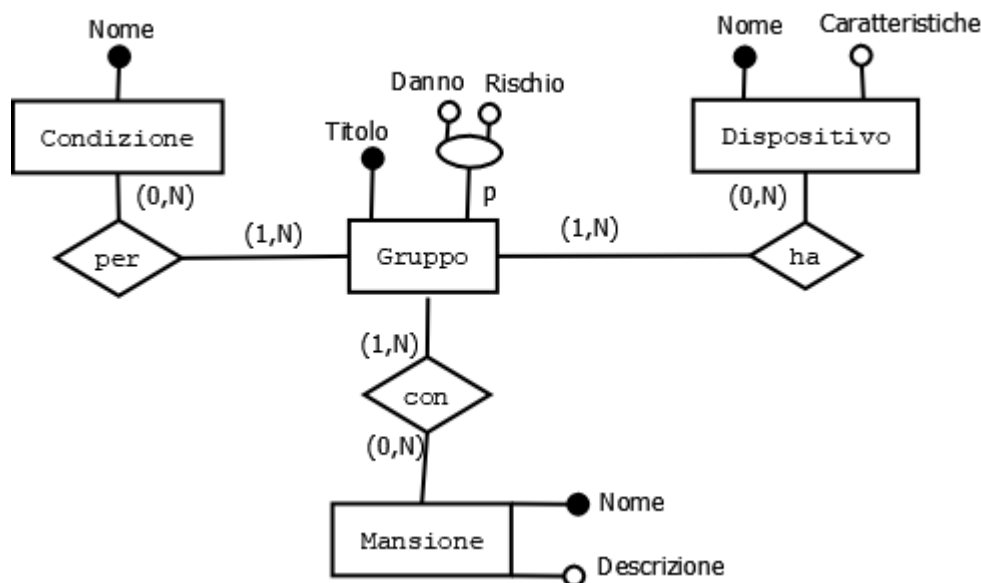 Nome
Nome
Caratteristiche
Danno
Rischio
Titolo
Condizione
Dispositivo
(0,N)
(0,N)
p
(1,N)
(1,N)
per
Gruppo
ha
(1,N)
con
(0,N)
Nome
Mansione
Descrizione